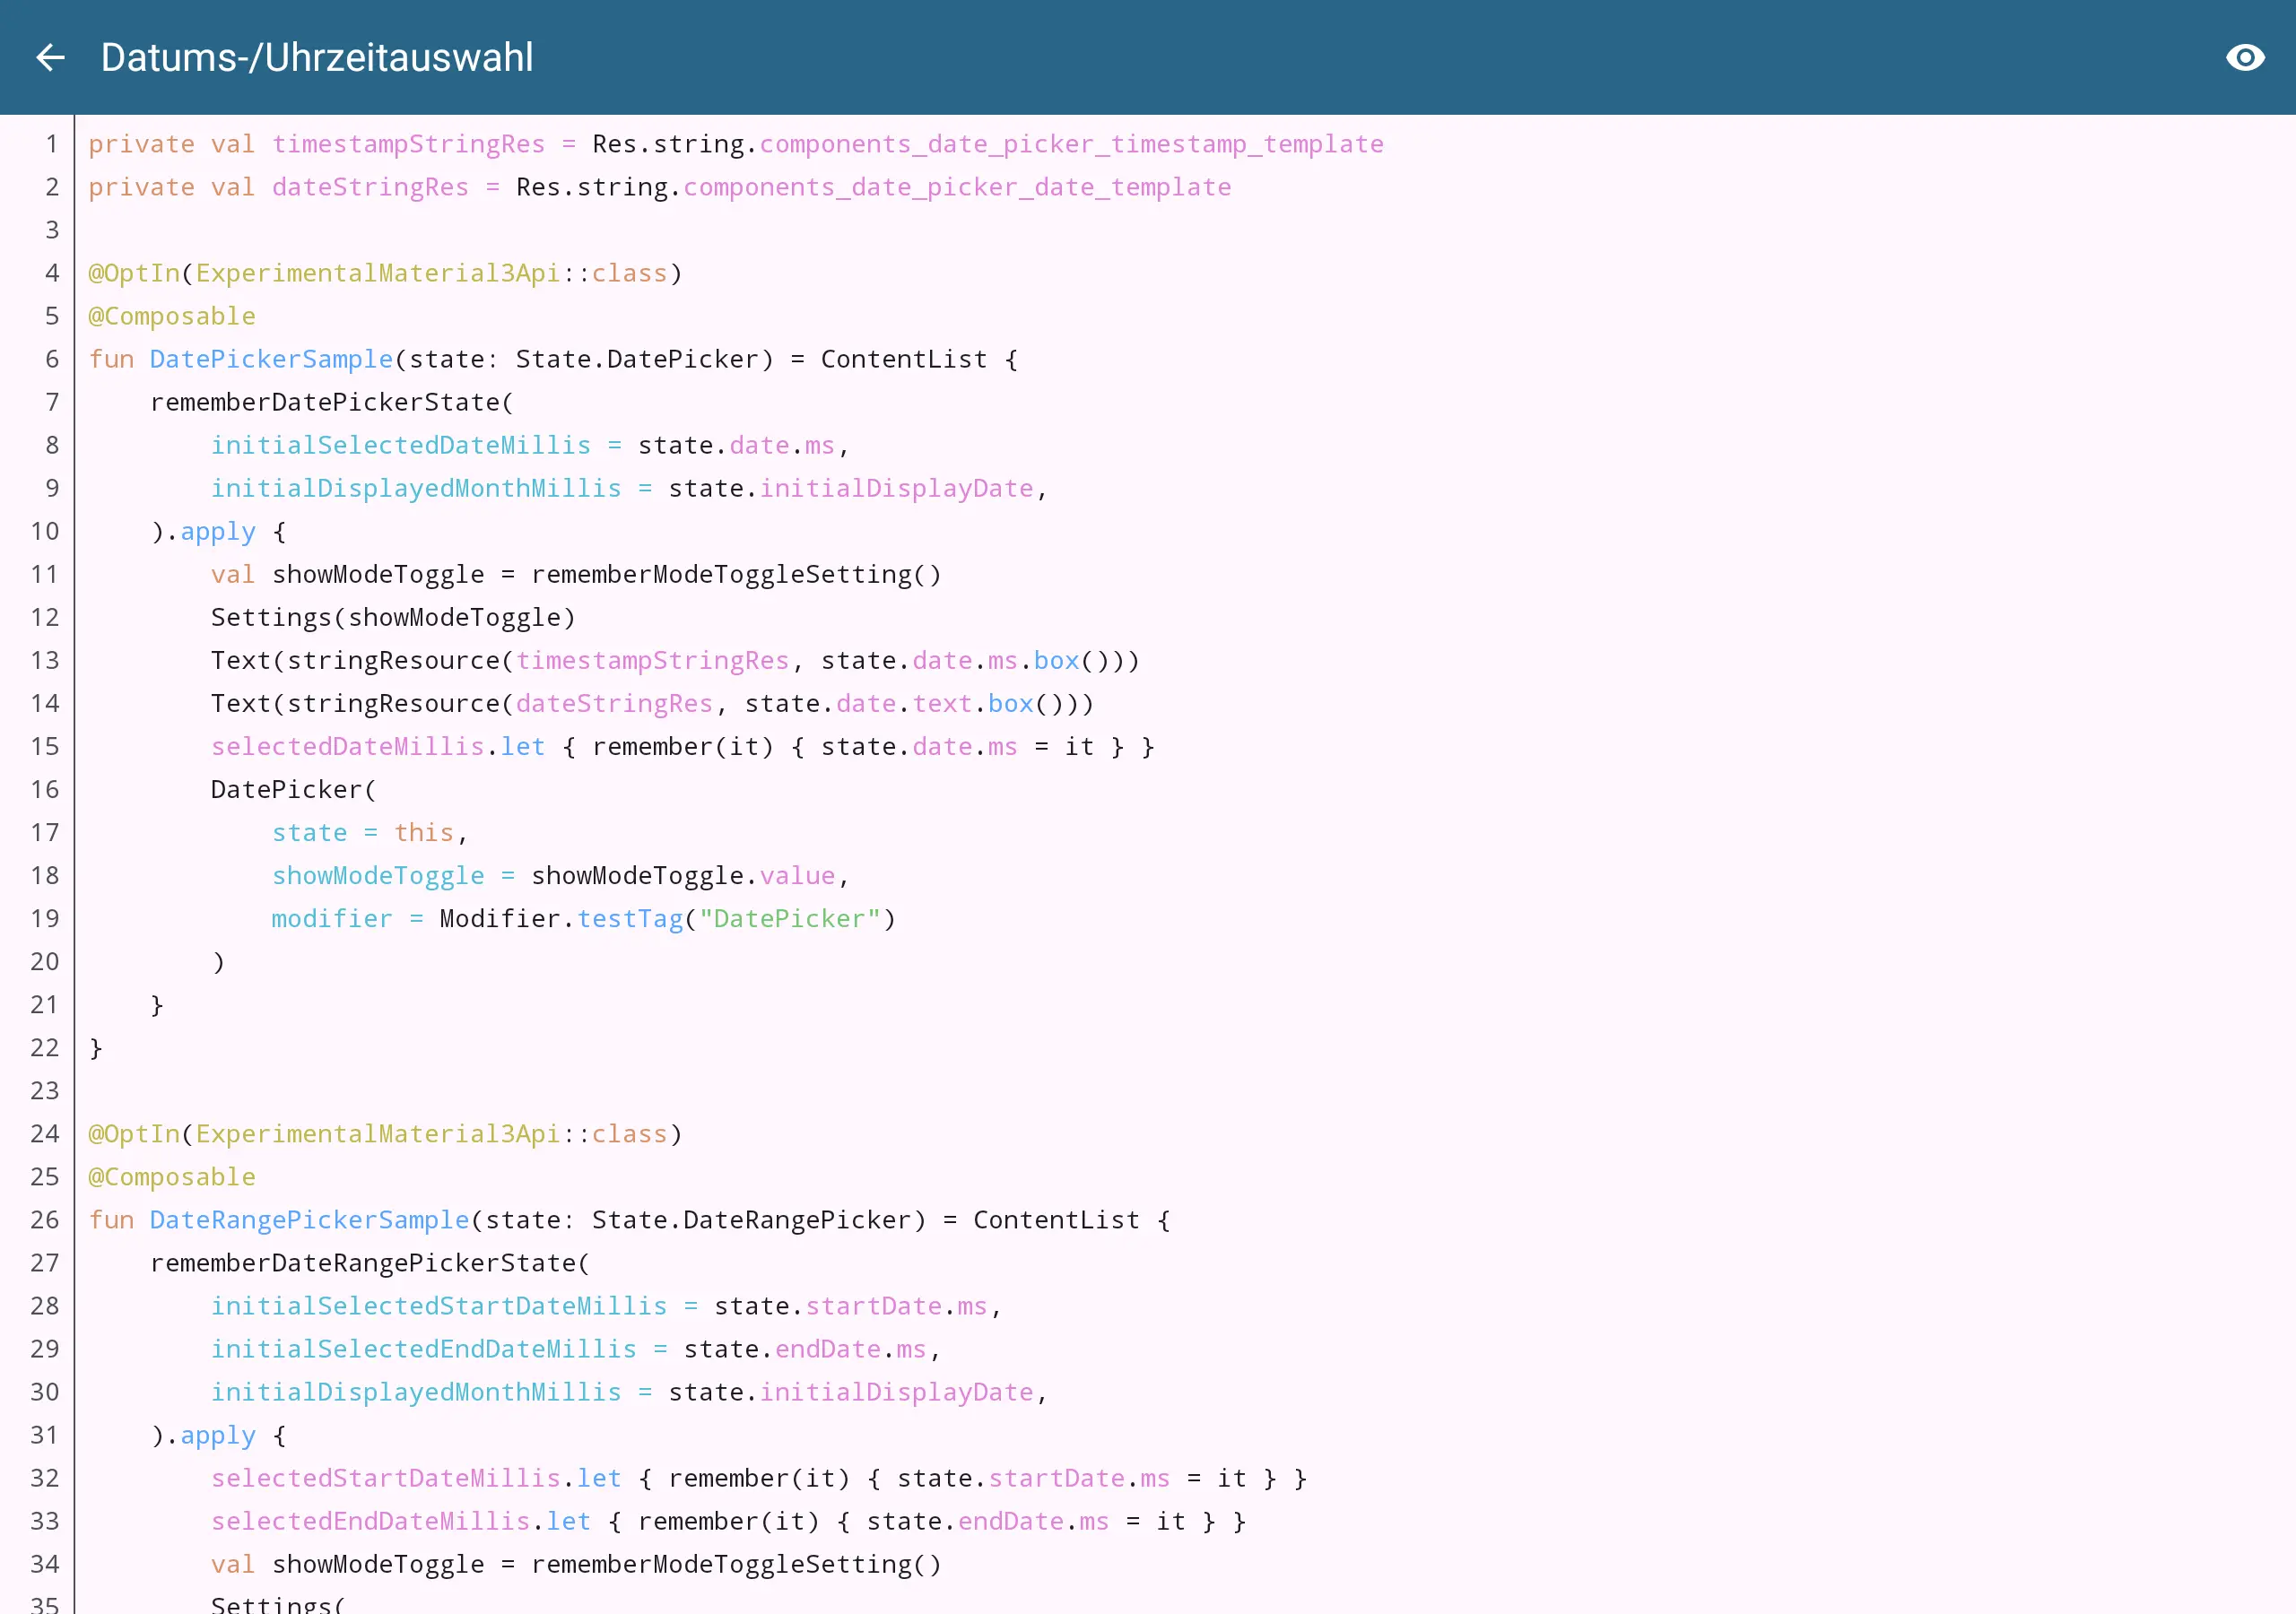 Datums-/Uhrzeitauswahl
1 private val timestampStringRes = Res.string.components_date_picker_timestamp_template
2 private val dateStringRes = Res.string.components_date_picker_date_template
3
4 @OptIn(ExperimentalMaterial3Api::class)
5 @Composable
6 fun DatePickerSample(state: State.DatePicker) = ContentList {
7     rememberDatePickerState(
8         initialSelectedDateMillis = state.date.ms,
9         initialDisplayedMonthMillis = state.initialDisplayDate,
10     ).apply {
11         val showModeToggle = rememberModeToggleSetting()
12         Settings(showModeToggle)
13         Text(stringResource(timestampStringRes, state.date.ms.box()))
14         Text(stringResource(dateStringRes, state.date.text.box()))
15         selectedDateMillis.let { remember(it) { state.date.ms = it } }
16         DatePicker(
17             state = this,
18             showModeToggle = showModeToggle.value,
19             modifier = Modifier.testTag("DatePicker")
20         )
21     }
22 }
23
24 @OptIn(ExperimentalMaterial3Api::class)
25 @Composable
26 fun DateRangePickerSample(state: State.DateRangePicker) = ContentList {
27     rememberDateRangePickerState(
28         initialSelectedStartDateMillis = state.startDate.ms,
29         initialSelectedEndDateMillis = state.endDate.ms,
30         initialDisplayedMonthMillis = state.initialDisplayDate,
31     ).apply {
32         selectedStartDateMillis.let { remember(it) { state.startDate.ms = it } }
33         selectedEndDateMillis.let { remember(it) { state.endDate.ms = it } }
34         val showModeToggle = rememberModeToggleSetting()
35         Settings(